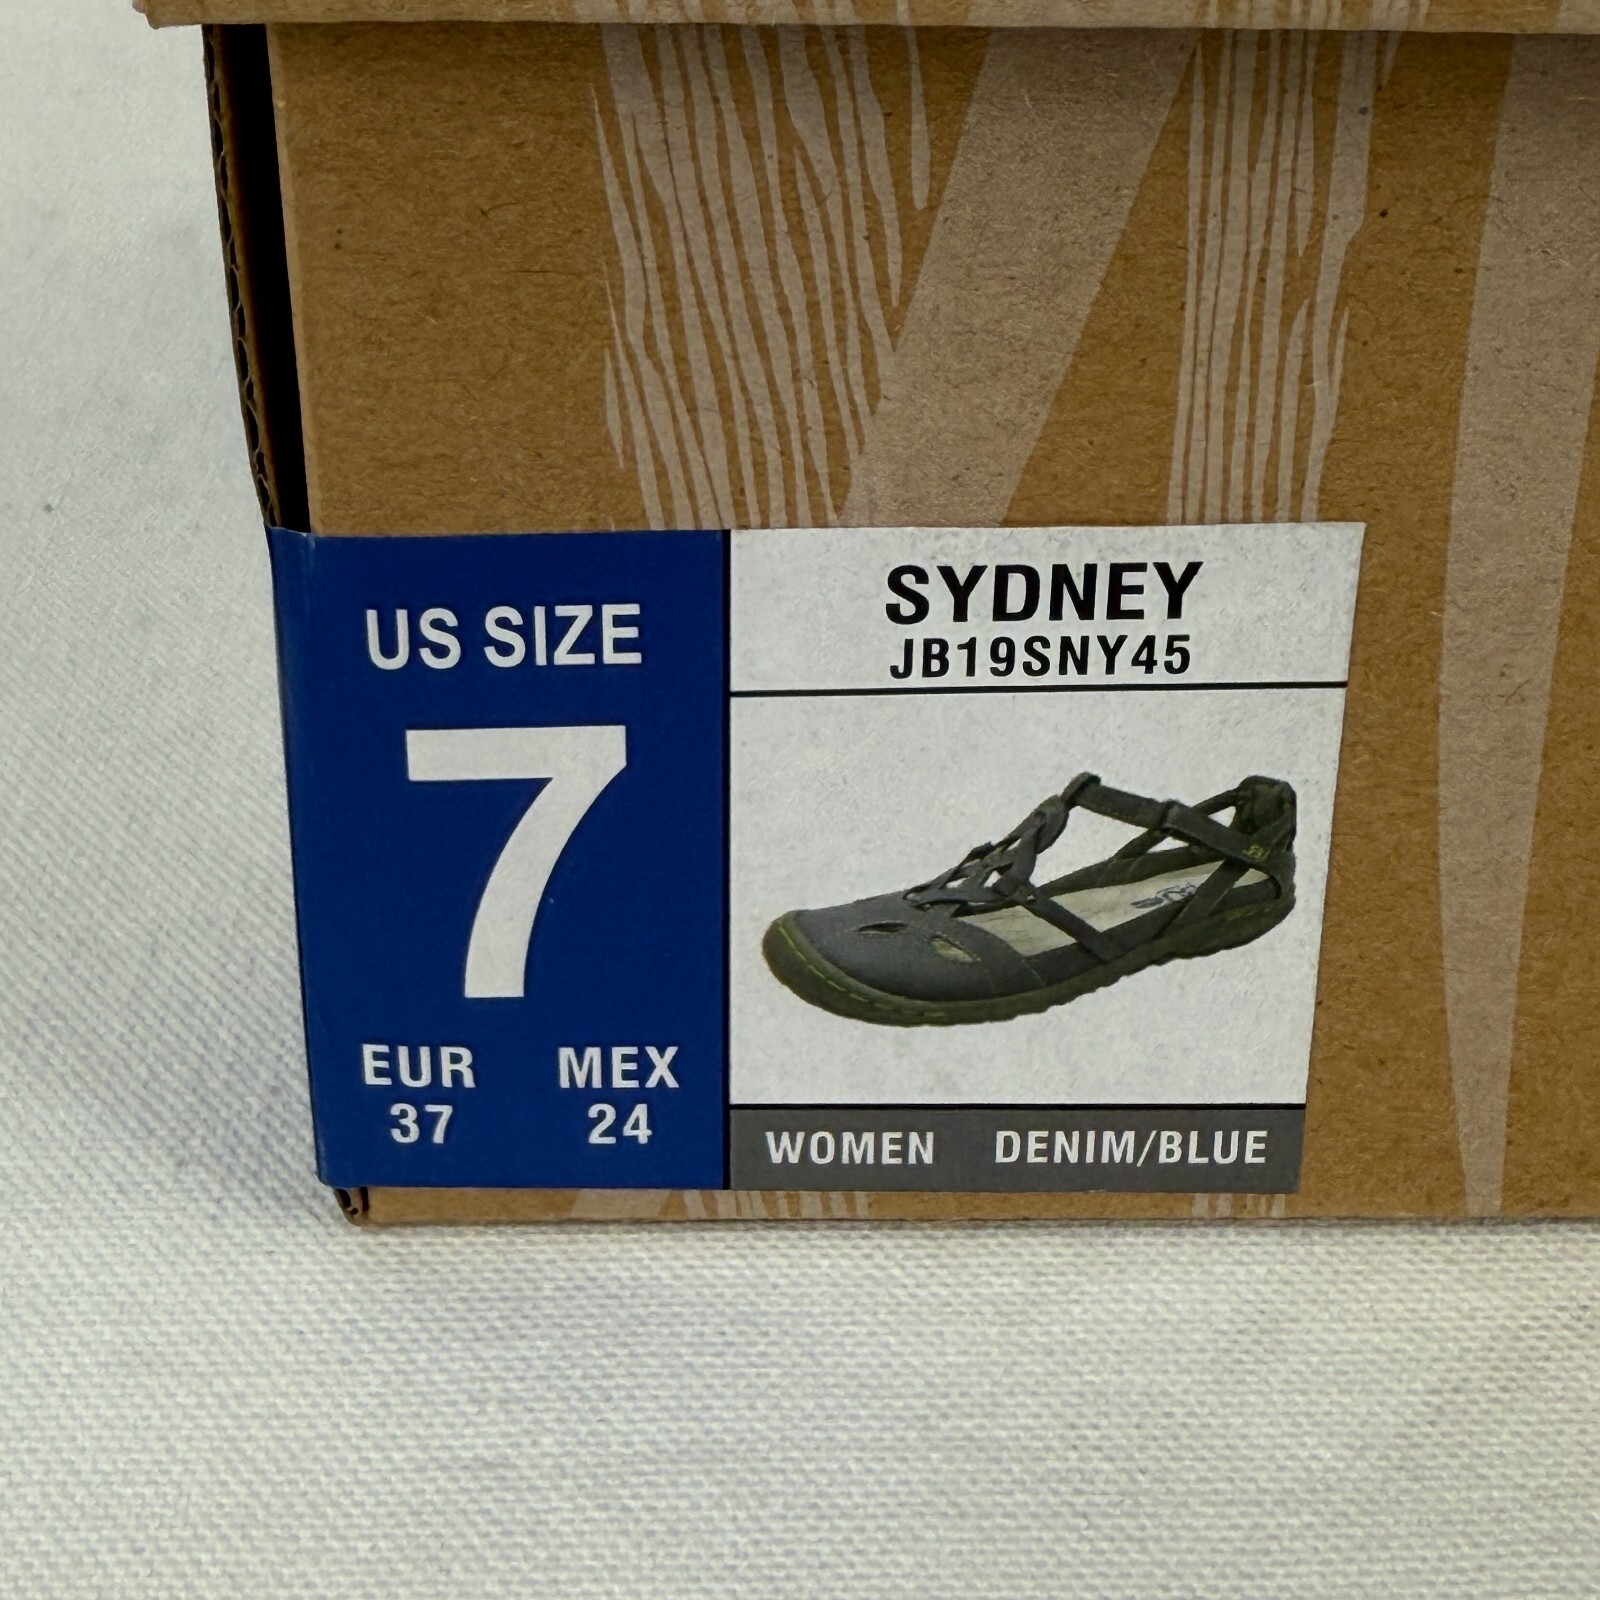 US SIZE
7
EUR MEX
37 24
SYDNEY
JB19SNY45
WOMEN DENIM/BLUE